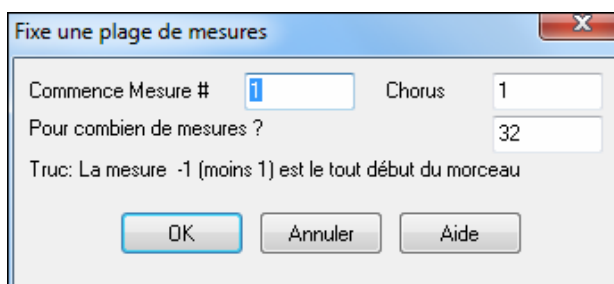 Fixe une plage de mesures
Commence Mesure # 1 Chorus 1
Pour combien de mesures ? 32
Truc: La mesure -1 (moins 1) est le tout début du morceau
OK Annuler Aide